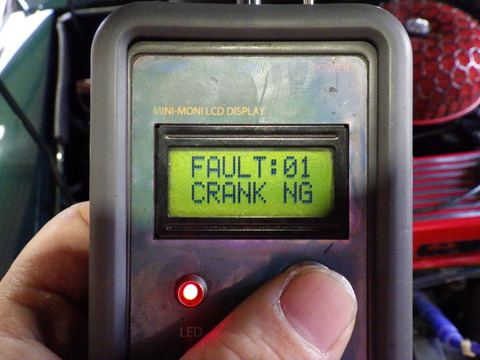 MINI-MONI LCD DISPLAY
FAULT:01
CRANK NG
LED